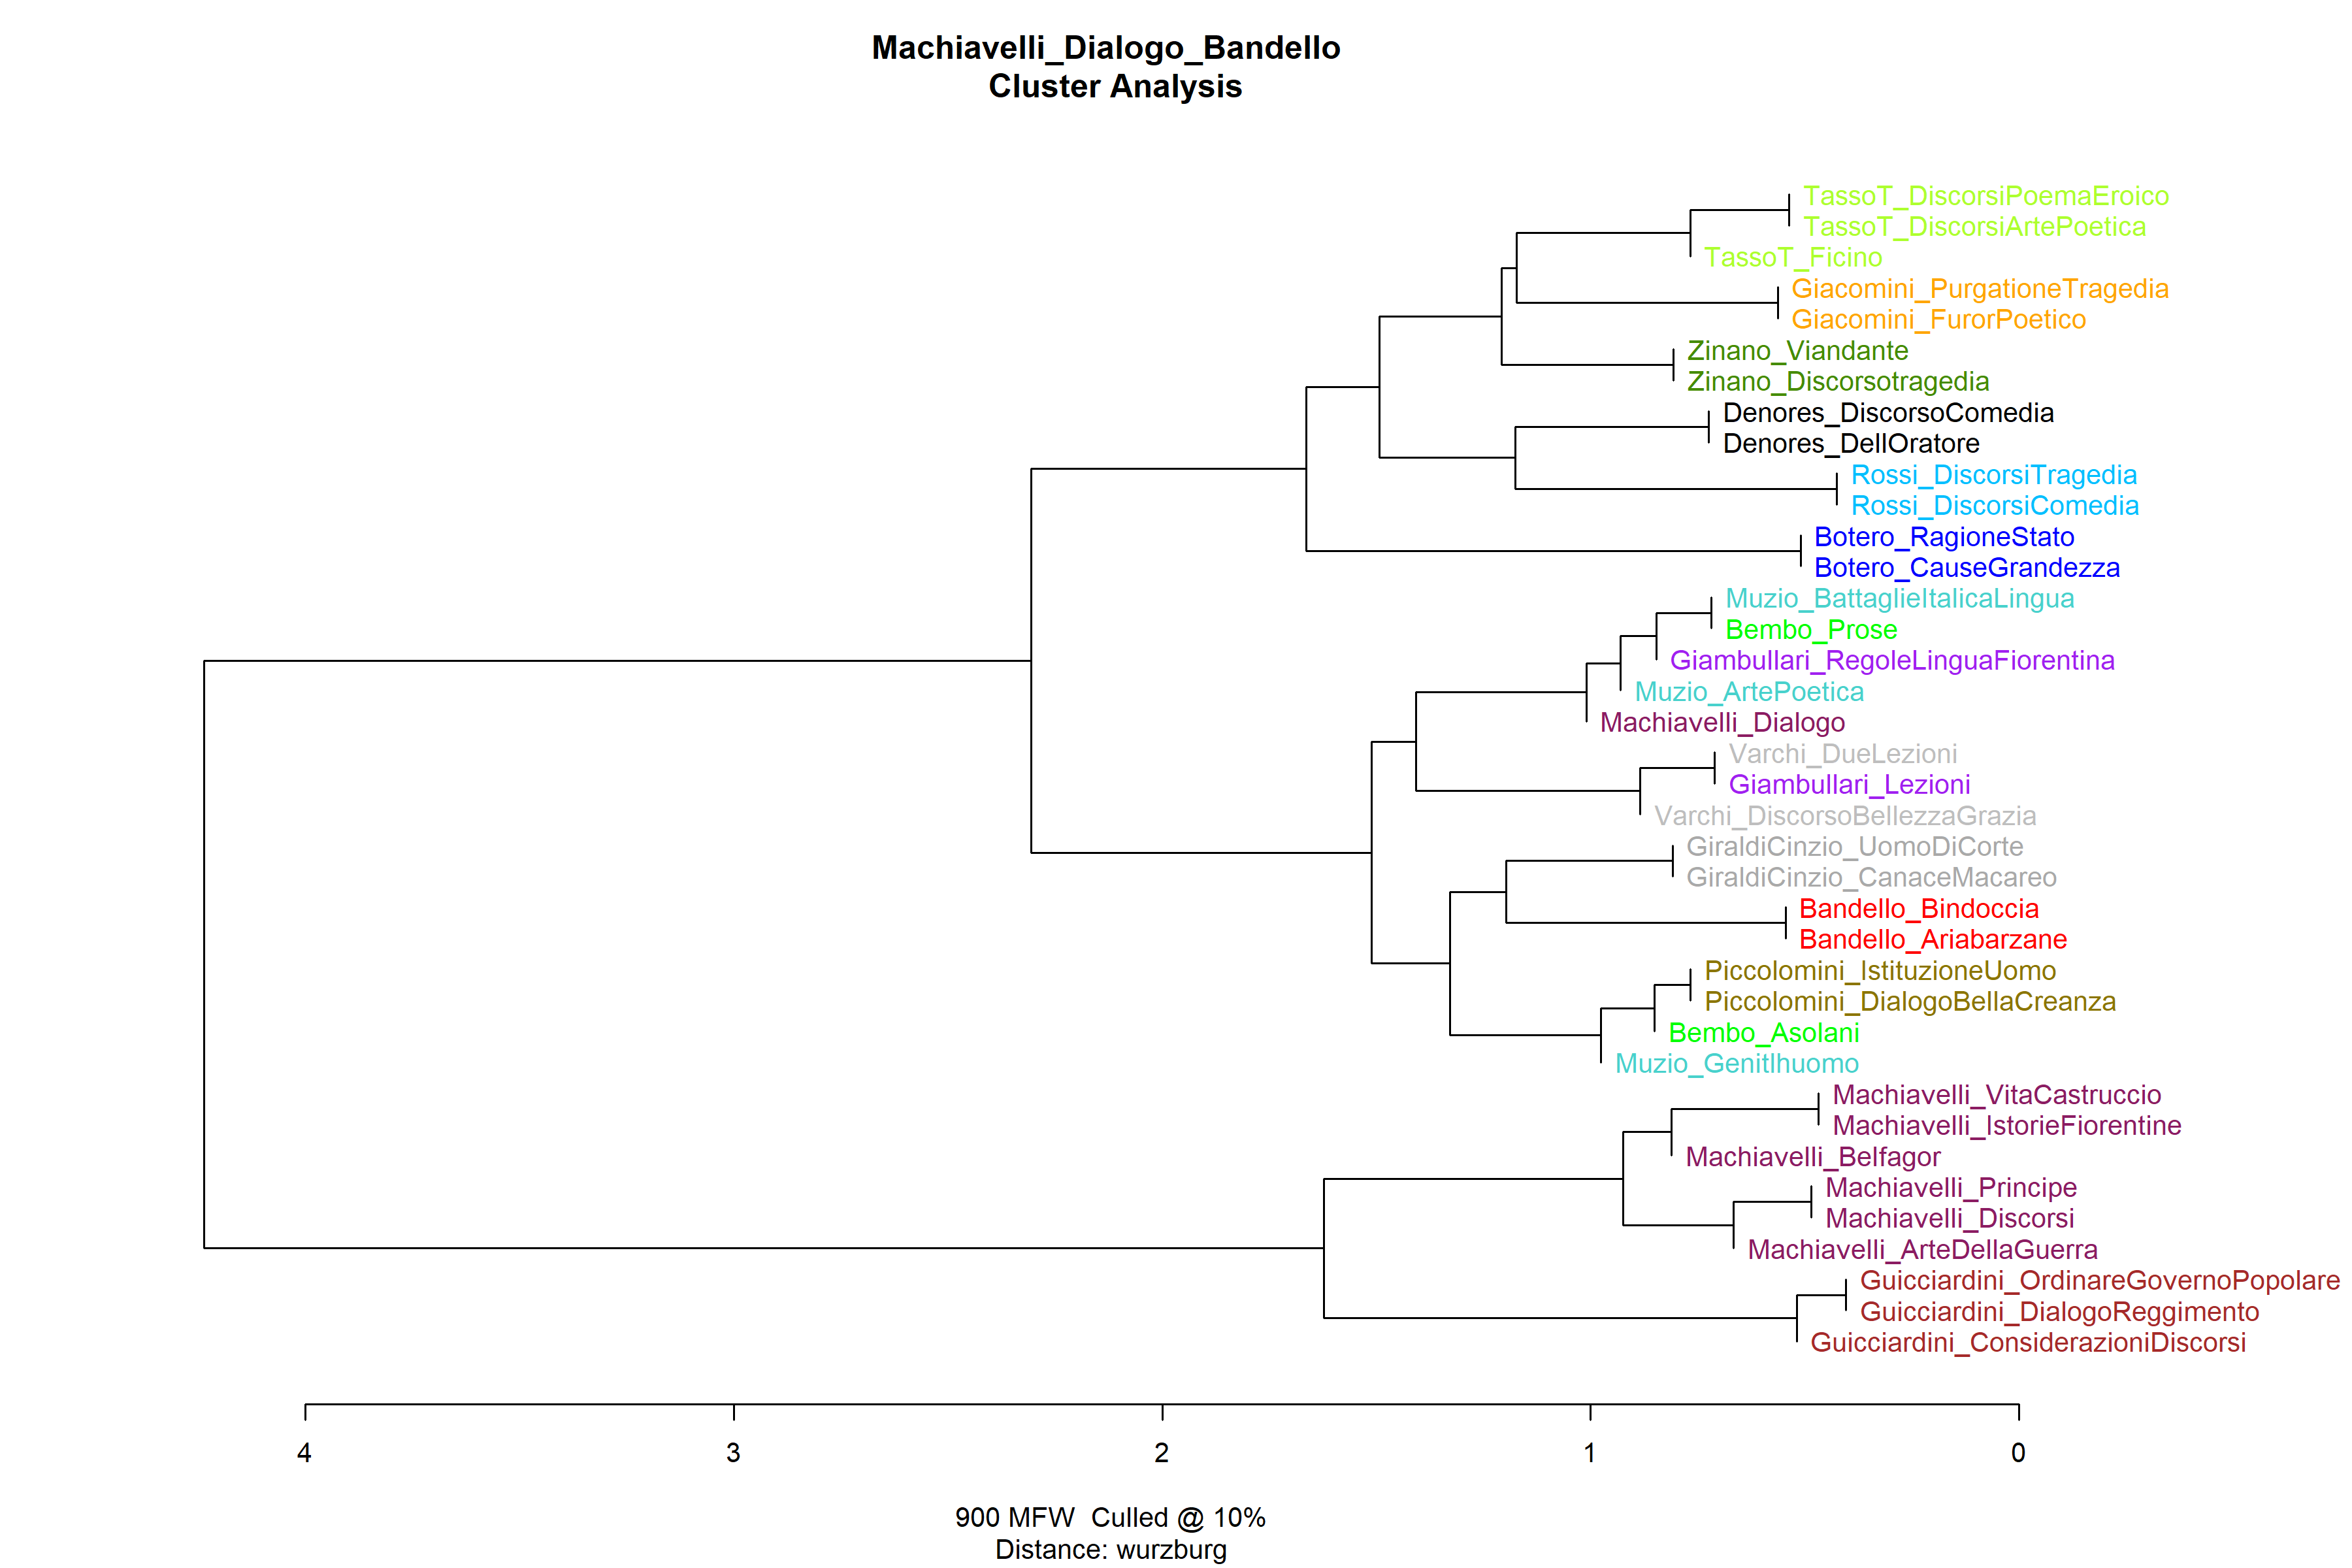 Machiavelli_Dialogo_Bandello
Cluster Analysis
TassoT_DiscorsiPoemaEroico
TassoT_DiscorsiArtePoetica
TassoT_Ficino
Giacomini_PurgationeTragedia
Giacomini_FurorPoetico
Zinano_Viandante
Zinano_Discorsotragedia
Denores_DiscorsoComedia
Denores_DellOratore
Rossi_DiscorsiTragedia
Rossi_DiscorsiComedia
Botero_RagioneStato
Botero_CauseGrandezza
Muzio_BattaglieItalicaLingua
Bembo_Prose
Giambullari_RegoleLinguaFiorentina
Muzio_ArtePoetica
Machiavelli_Dialogo
Varchi_DueLezioni
Giambullari_Lezioni
Varchi_DiscorsoBellezzaGrazia
GiraldiCinzio_UomoDiCorte
GiraldiCinzio_CanaceMacareo
Bandello_Bindoccia
Bandello_Ariabarzane
Piccolomini_IstituzioneUomo
Piccolomini_DialogoBellaCreanza
Bembo_Asolani
Muzio_Genitlhuomo
Machiavelli_VitaCastruccio
Machiavelli_IstorieFiorentine
Machiavelli_Belfagor
Machiavelli_Principe
Machiavelli_Discorsi
Machiavelli_ArteDellaGuerra
Guicciardini_OrdinareGovernoPopolare
Guicciardini_DialogoReggimento
Guicciardini_ConsiderazioniDiscorsi
4 3 2 1 0
900 MFW  Culled @ 10%
Distance: wurzburg